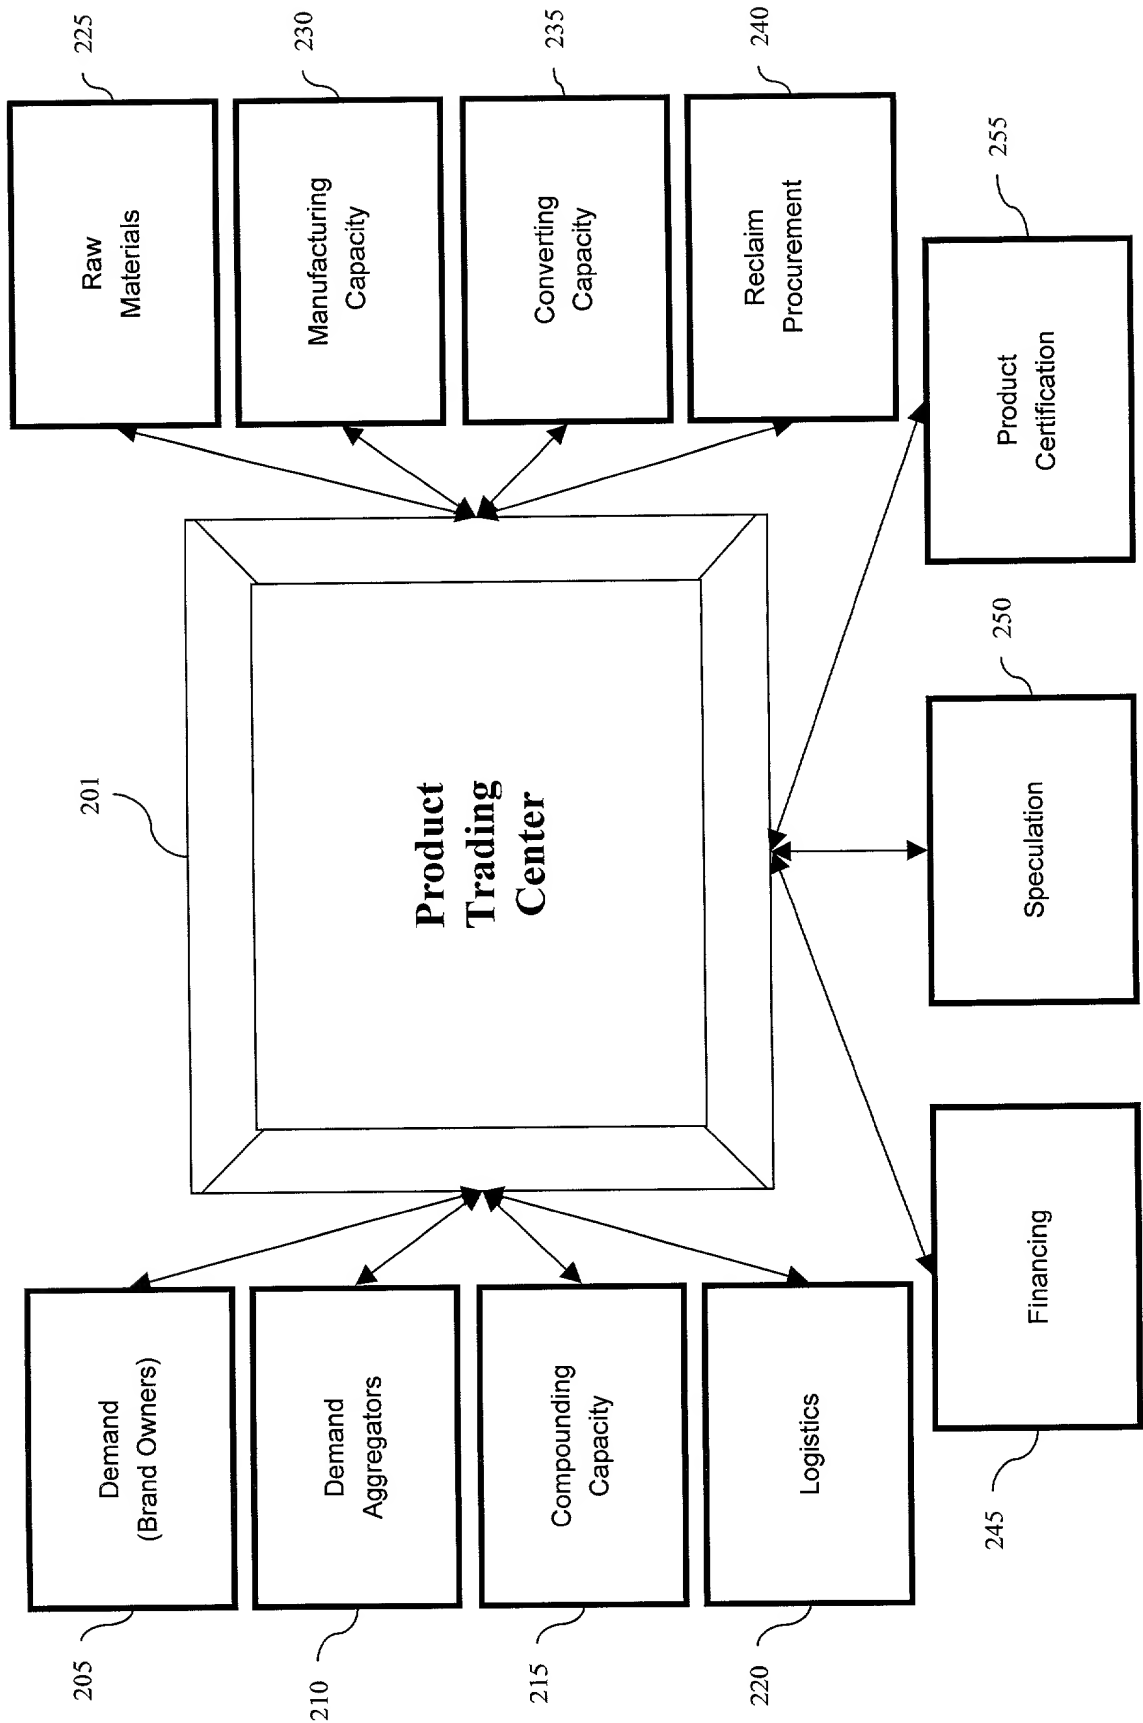 205
Demand
(Brand Owners)
210
Demand
Aggregators
215
Compounding
Capacity
220
Logistics
201
Product
Trading
Center
225
Raw
Materials
230
Manufacturing
Capacity
235
Converting
Capacity
240
Reclaim
Procurement
245
Financing
250
Speculation
255
Product
Certification